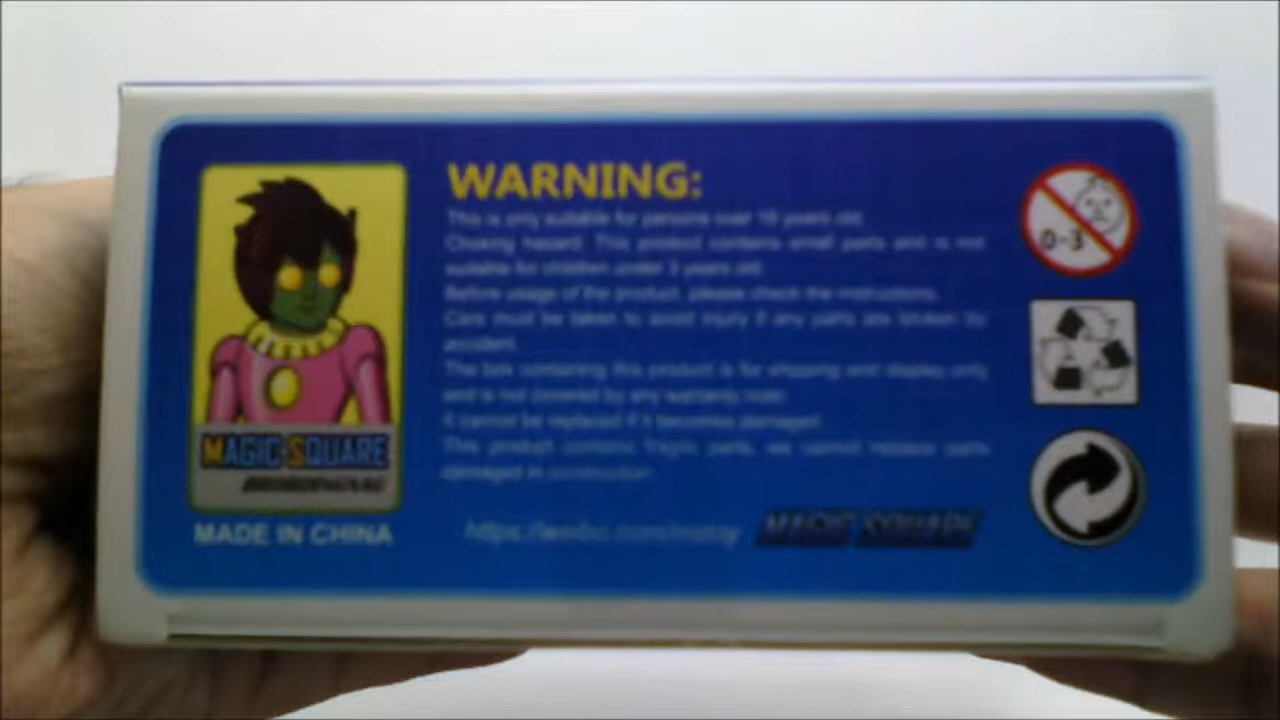 WARNING:
This is only suitable for persons over 15 years old.
Choking hazard. This product contains small parts and is not
suitable for children under 3 years old.
Before usage of the product, please check the instructions.
Care must be taken to avoid injury if any parts are broken by
accident.
The box containing this product is for shipping and display only
and is not covered by any warranty note.
It cannot be replaced if it becomes damaged.
This product contains fragile parts, we cannot replace parts
damaged in construction.
0-3
MAGIC SQUARE
MADE IN CHINA
MAGIC SQUARE